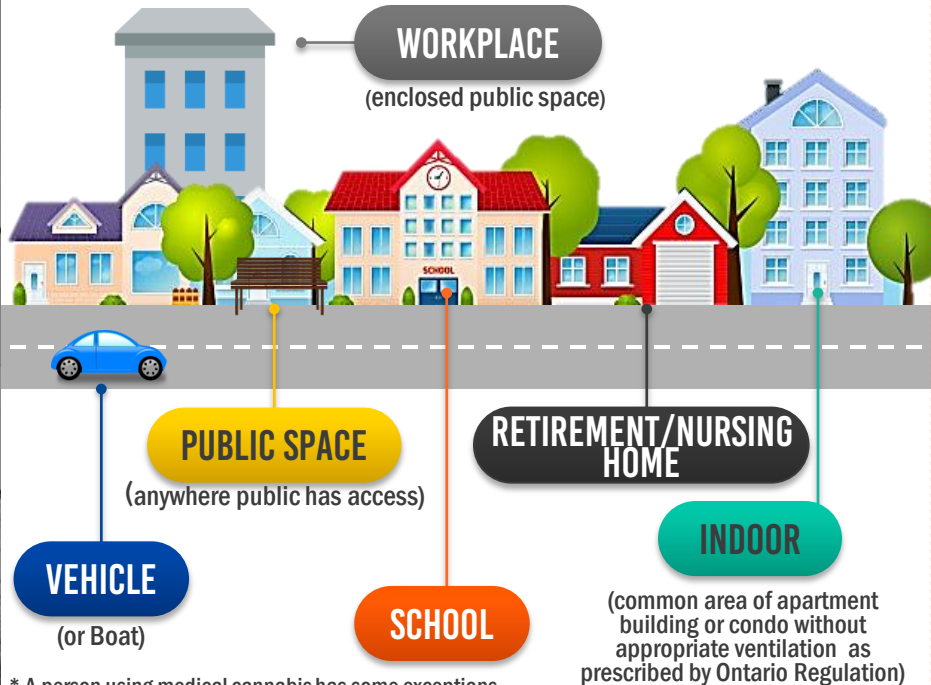 WORKPLACE
(enclosed public space)
SCHOOL
PUBLIC SPACE
(anywhere public has access)
RETIREMENT/NURSING
HOME
VEHICLE
(or Boat)
SCHOOL
INDOOR
(common area of apartment
building or condo without
appropriate ventilation as
prescribed by Ontario Regulation)
* A person using medical cannabis has some exceptions